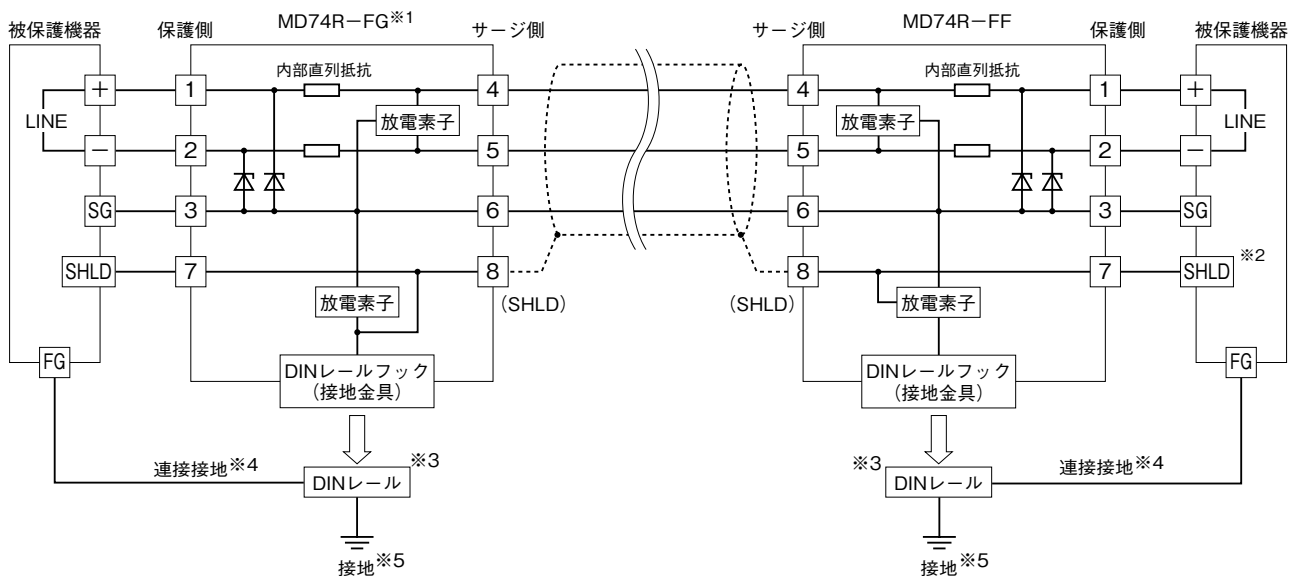 MD74R−FG※1
MD74R−FF
被保護機器
保護側
サージ側
サージ側
保護側
被保護機器
内部直列抵抗
内部直列抵抗
+
1
4
4
1
+
LINE
放電素子
放電素子
LINE
−
2
5
5
2
−
SG
3
6
6
3
SG
SHLD
7
8
8
7
SHLD
※2
放電素子
(SHLD)
(SHLD)
放電素子
FG
DINレールフック
(接地金具)
DINレールフック
(接地金具)
FG
連接接地※4
※3
DINレール
※3
DINレール
連接接地※4
接地※5
接地※5